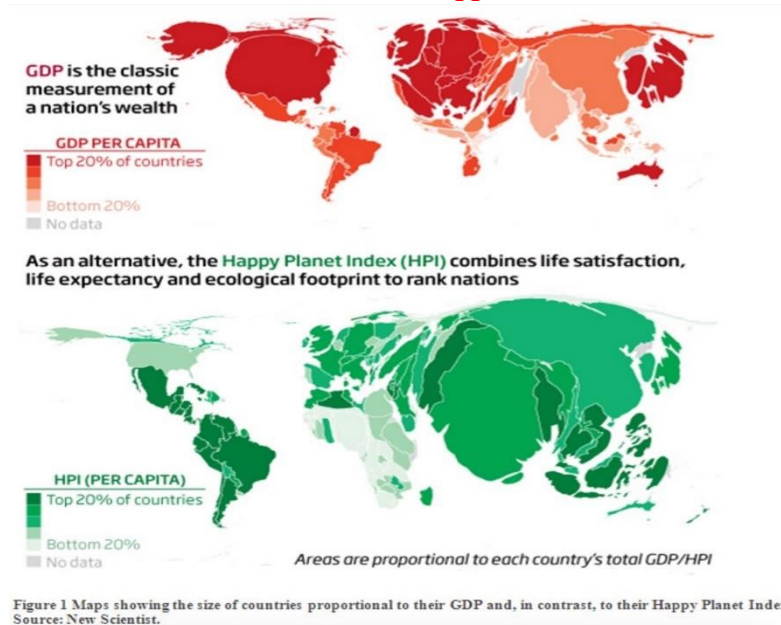 GDP is the classic
measurement of
a nation's wealth
GDP PER CAPITA
Top 20% of countries
Bottom 20%
No data
As an alternative, the Happy Planet Index (HPI) combines life satisfaction,
life expectancy and ecological footprint to rank nations
HPI (PER CAPITA)
Top 20% of countries
Bottom 20%
No data
Areas are proportional to each country's total GDP/HPI
Figure 1 Maps showing the size of countries proportional to their GDP and, in contrast, to their Happy Planet Inde
Source: New Scientist.